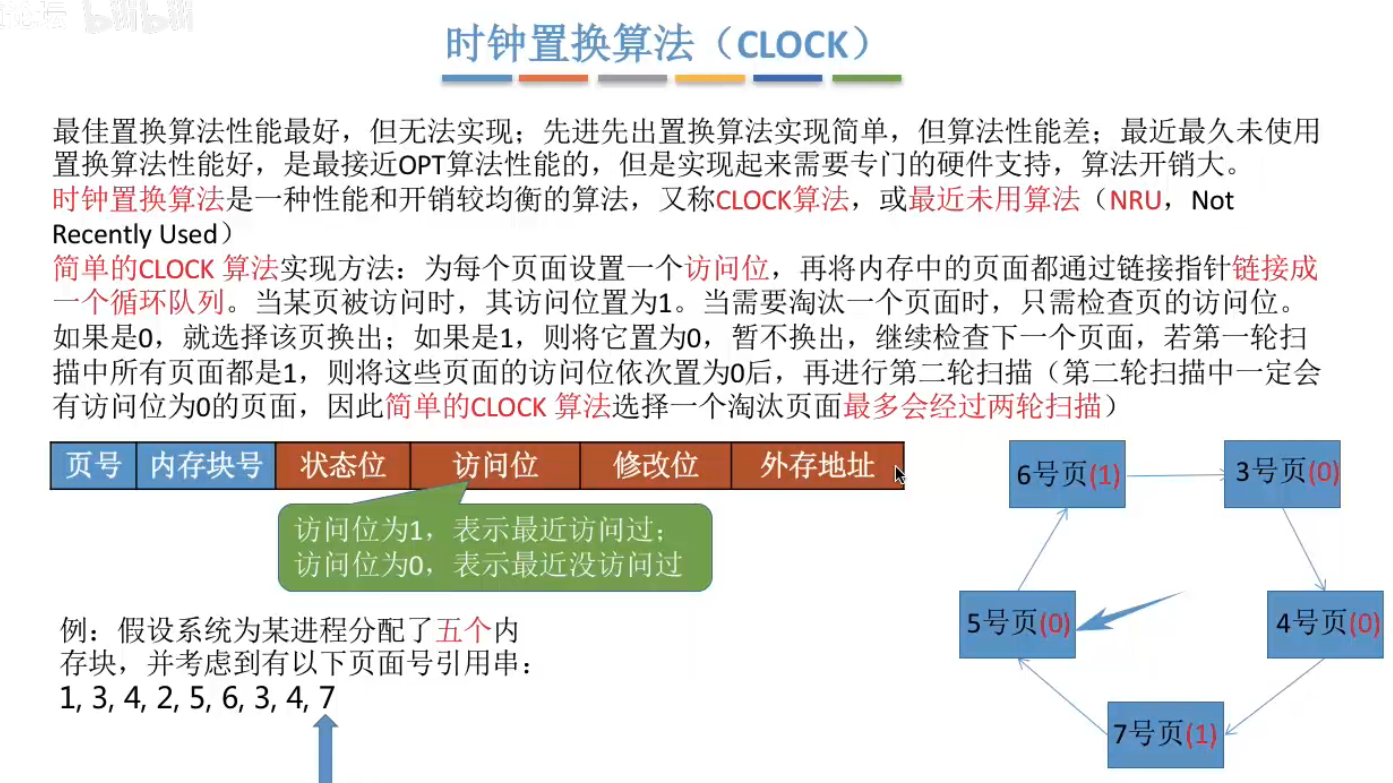 论坛 bilibili
时钟置换算法（CLOCK）
最佳置换算法性能最好，但无法实现；先进先出置换算法实现简单，但算法性能差；最近最久未使用
置换算法性能好，是最接近OPT算法性能的，但是实现起来需要专门的硬件支持，算法开销大。
时钟置换算法是一种性能和开销较均衡的算法，又称CLOCK算法，或最近未用算法（NRU，Not
Recently Used）
简单的CLOCK 算法实现方法：为每个页面设置一个访问位，再将内存中的页面都通过链接指针链接成
一个循环队列。当某页被访问时，其访问位置为1。当需要淘汰一个页面时，只需检查页的访问位。
如果是0，就选择该页换出；如果是1，则将它置为0，暂不换出，继续检查下一个页面，若第一轮扫
描中所有页面都是1，则将这些页面的访问位依次置为0后，再进行第二轮扫描（第二轮扫描中一定会
有访问位为0的页面，因此简单的CLOCK 算法选择一个淘汰页面最多会经过两轮扫描）
页号 内存块号 状态位 访问位 修改位 外存地址
访问位为1，表示最近访问过；
访问位为0，表示最近没访问过
例：假设系统为某进程分配了五个内
存块，并考虑到有以下页面号引用串：
1, 3, 4, 2, 5, 6, 3, 4, 7
6号页(1)
3号页(0)
5号页(0)
4号页(0)
7号页(1)